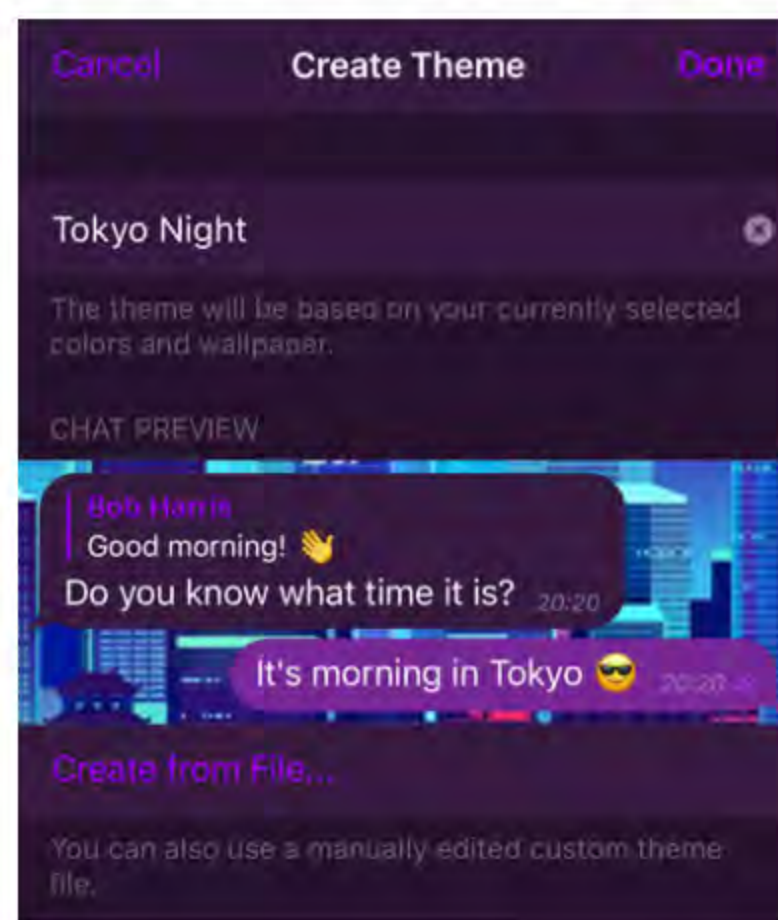 Cancel Create Theme Done
Tokyo Night
The theme will be based on your currently selected
colors and wallpaper.
CHAT PREVIEW
Bob Harris
Good morning! 👋
Do you know what time it is? 20:20
It's morning in Tokyo 😎 20:20
Create from File...
You can also use a manually edited custom theme
file.